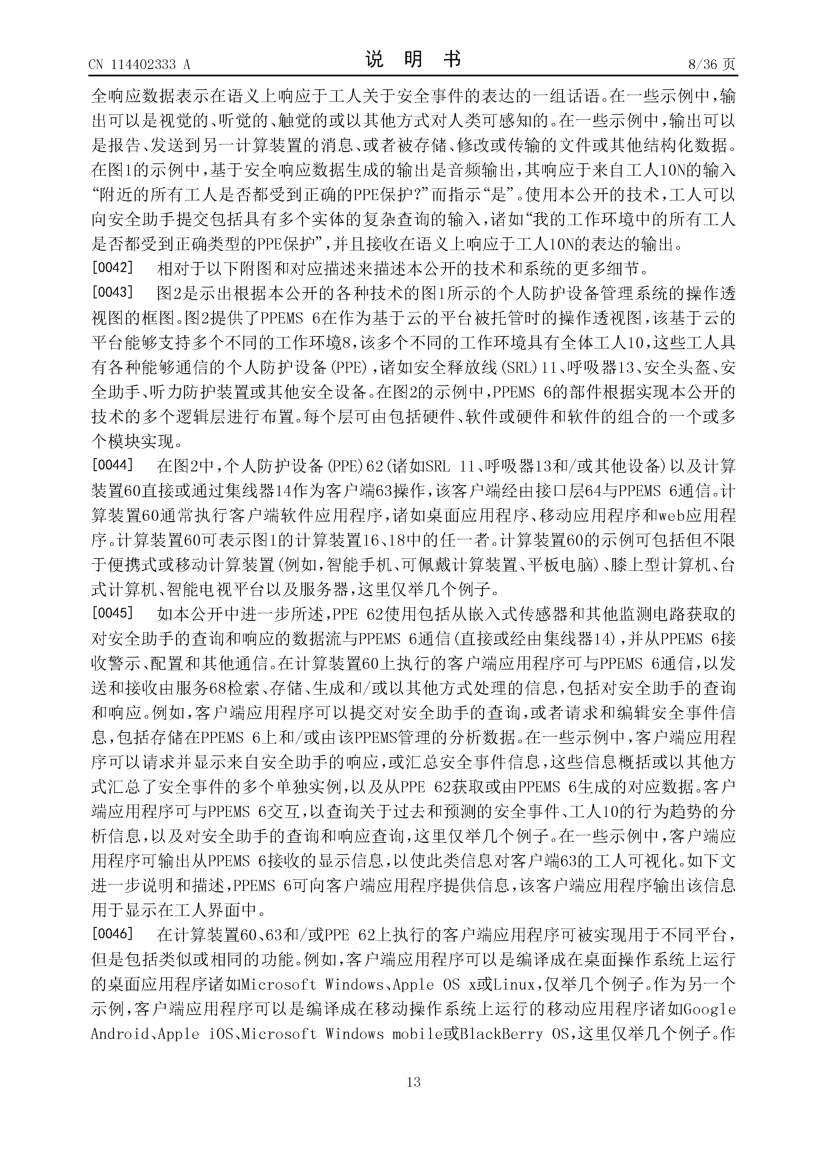 CN 114402333 A
说 明 书
8/36 页
全响应数据表示在语义上响应于工人关于安全事件的表达的一组话语。在一些示例中,输
出可以是视觉的、听觉的、触觉的或以其他方式对人类可感知的。在一些示例中,输出可以
是报告、发送到另一计算装置的消息、或者被存储、修改或传输的文件或其他结构化数据。
在图1的示例中,基于安全响应数据生成的输出是音频输出,其响应于来自工人10N的输入
“附近的所有工人是否都受到正确的PPE保护?”而指示“是”。使用本公开的技术,工人可以
向安全助手提交包括具有多个实体的复杂查询的输入,诸如“我的工作环境中的所有工人
是否都受到正确类型的PPE保护”,并且接收在语义上响应于工人10N的表达的输出。
[0042] 相对于以下附图和对应描述来描述本公开的技术和系统的更多细节。
[0043] 图2是示出根据本公开的各种技术的图1所示的个人防护设备管理系统的操作透
视图的框图。图2提供了PPEMS 6在作为基于云的平台被托管时的操作透视图,该基于云的
平台能够支持多个不同的工作环境8,该多个不同的工作环境具有全体工人10,这些工人具
有各种能够通信的个人防护设备(PPE),诸如安全释放线(SRL)11、呼吸器13、安全头盔、安
全助手、听力防护装置或其他安全设备。在图2的示例中,PPEMS 6的部件根据实现本公开的
技术的多个逻辑层进行布置。每个层可由包括硬件、软件或硬件和软件的组合的一个或多
个模块实现。
[0044] 在图2中,个人防护设备(PPE)62(诸如SRL 11、呼吸器13和/或其他设备)以及计算
装置60直接或通过集线器14作为客户端63操作,该客户端经由接口层64与PPEMS 6通信。计
算装置60通常执行客户端软件应用程序,诸如桌面应用程序、移动应用程序和web应用程
序。计算装置60可表示图1的计算装置16、18中的任一者。计算装置60的示例可包括但不限
于便携式或移动计算装置(例如,智能手机、可佩戴计算装置、平板电脑)、膝上型计算机、台
式计算机、智能电视平台以及服务器,这里仅举几个例子。
[0045] 如本公开中进一步所述,PPE 62使用包括从嵌入式传感器和其他监测电路获取的
对安全助手的查询和响应的数据流与PPEMS 6通信(直接或经由集线器14),并从PPEMS 6接
收警示、配置和其他通信。在计算装置60上执行的客户端应用程序可与PPEMS 6通信,以发
送和接收由服务68检索、存储、生成和/或以其他方式处理的信息,包括对安全助手的查询
和响应。例如,客户端应用程序可以提交对安全助手的查询,或者请求和编辑安全事件信
息,包括存储在PPEMS 6上和/或由该PPEMS管理的分析数据。在一些示例中,客户端应用程
序可以请求并显示来自安全助手的响应,或汇总安全事件信息,这些信息概括或以其他方
式汇总了安全事件的多个单独实例,以及从PPE 62获取或由PPEMS 6生成的对应数据。客户
端应用程序可与PPEMS 6交互,以查询关于过去和预测的安全事件、工人10的行为趋势的分
析信息,以及对安全助手的查询和响应查询,这里仅举几个例子。在一些示例中,客户端应
用程序可输出从PPEMS 6接收的显示信息,以使此类信息对客户端63的工人可视化。如下文
进一步说明和描述,PPEMS 6可向客户端应用程序提供信息,该客户端应用程序输出该信息
用于显示在工人界面中。
[0046] 在计算装置60、63和/或PPE 62上执行的客户端应用程序可被实现用于不同平台,
但是包括类似或相同的功能。例如,客户端应用程序可以是编译成在桌面操作系统上运行
的桌面应用程序诸如Microsoft Windows、Apple OS x或Linux,仅举几个例子。作为另一个
示例,客户端应用程序可以是编译成在移动操作系统上运行的移动应用程序诸如Google
Android、Apple iOS、Microsoft Windows mobile或BlackBerry OS,这里仅举几个例子。作
13